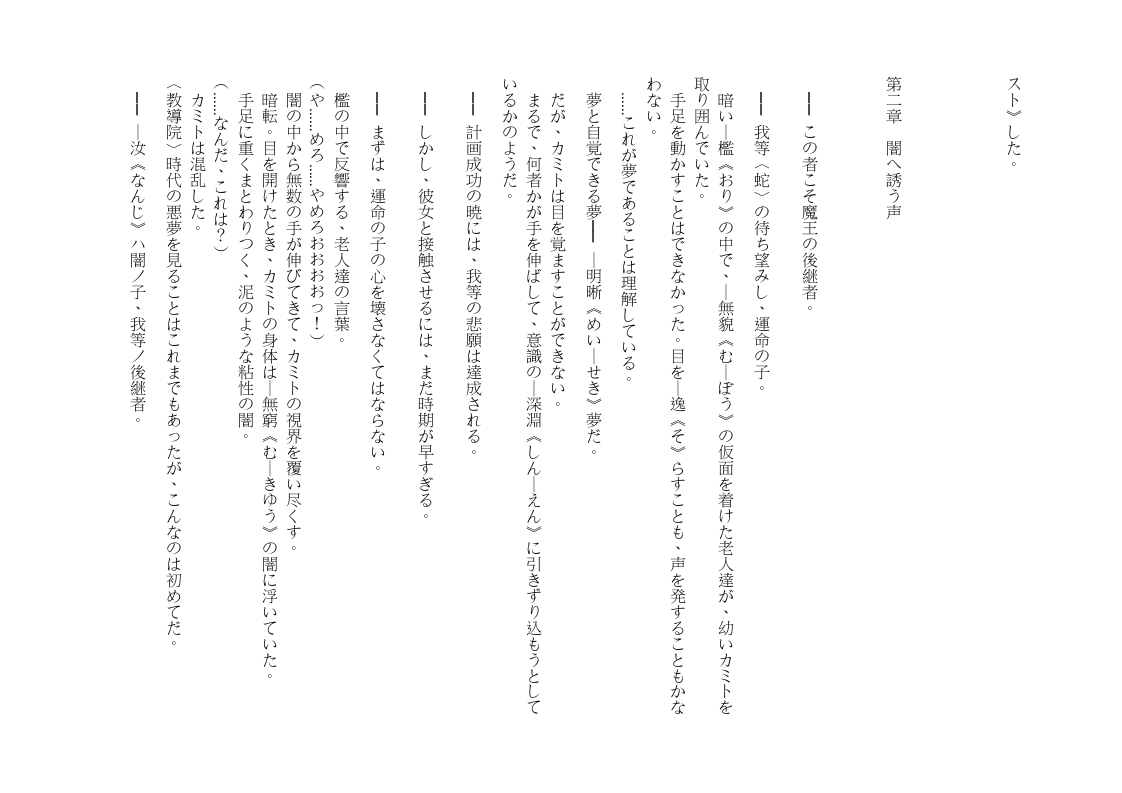 スト》した。
第二章　闇へ誘う声
━━ この者こそ魔王の後継者。
━━ 我等〈蛇〉の待ち望みし、運命の子。
暗い―檻《おり》の中で、―無貌《む―ぼう》の仮面を着けた老人達が、幼いカミトを
取り囲んでいた。
手足を動かすことはできなかった。目を―逸《そ》らすことも、声を発することもかな
わない。
……これが夢であることは理解している。
夢と自覚できる夢━━ ―明晰《めい―せき》夢だ。
だが、カミトは目を覚ますことができない。
まるで、何者かが手を伸ばして、意識の―深淵《しん―えん》に引きずり込もうとして
いるかのようだ。
━━ 計画成功の暁には、我等の悲願は達成される。
━━ しかし、彼女と接触させるには、まだ時期が早すぎる。
━━ まずは、運命の子の心を壊さなくてはならない。
檻の中で反響する、老人達の言葉。
（や……めろ……やめろおおおおっ！）
闇の中から無数の手が伸びてきて、カミトの視界を覆い尽くす。
暗転。目を開けたとき、カミトの身体は―無窮《む―きゆう》の闇に浮いていた。
手足に重くまとわりつく、泥のような粘性の闇。
（……なんだ、これは？）
カミトは混乱した。
〈教導院〉時代の悪夢を見ることはこれまでもあったが、こんなのは初めてだ。
━━ ―汝《なんじ》ハ闇ノ子、我等ノ後継者。